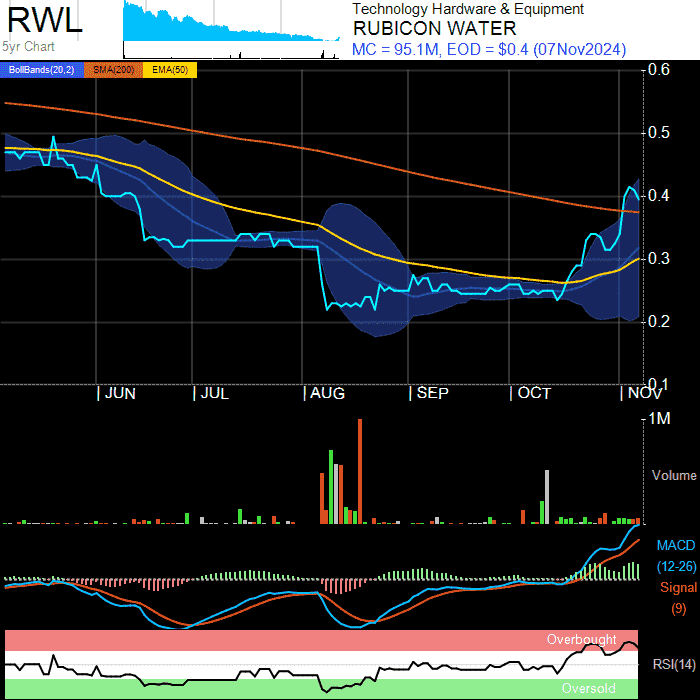 RWL
5yr Chart
Technology Hardware & Equipment
RUBICON WATER
MC = 95.1M, EOD = $0.4 (07Nov2024)
BollBands(20,2) SMA(200) EMA(50)
0.6
0.5
0.4
0.3
0.2
0.1
JUN JUL AUG SEP OCT NOV
1M
Volume
MACD
(12-26)
Signal
(9)
Overbought
RSI(14)
Oversold